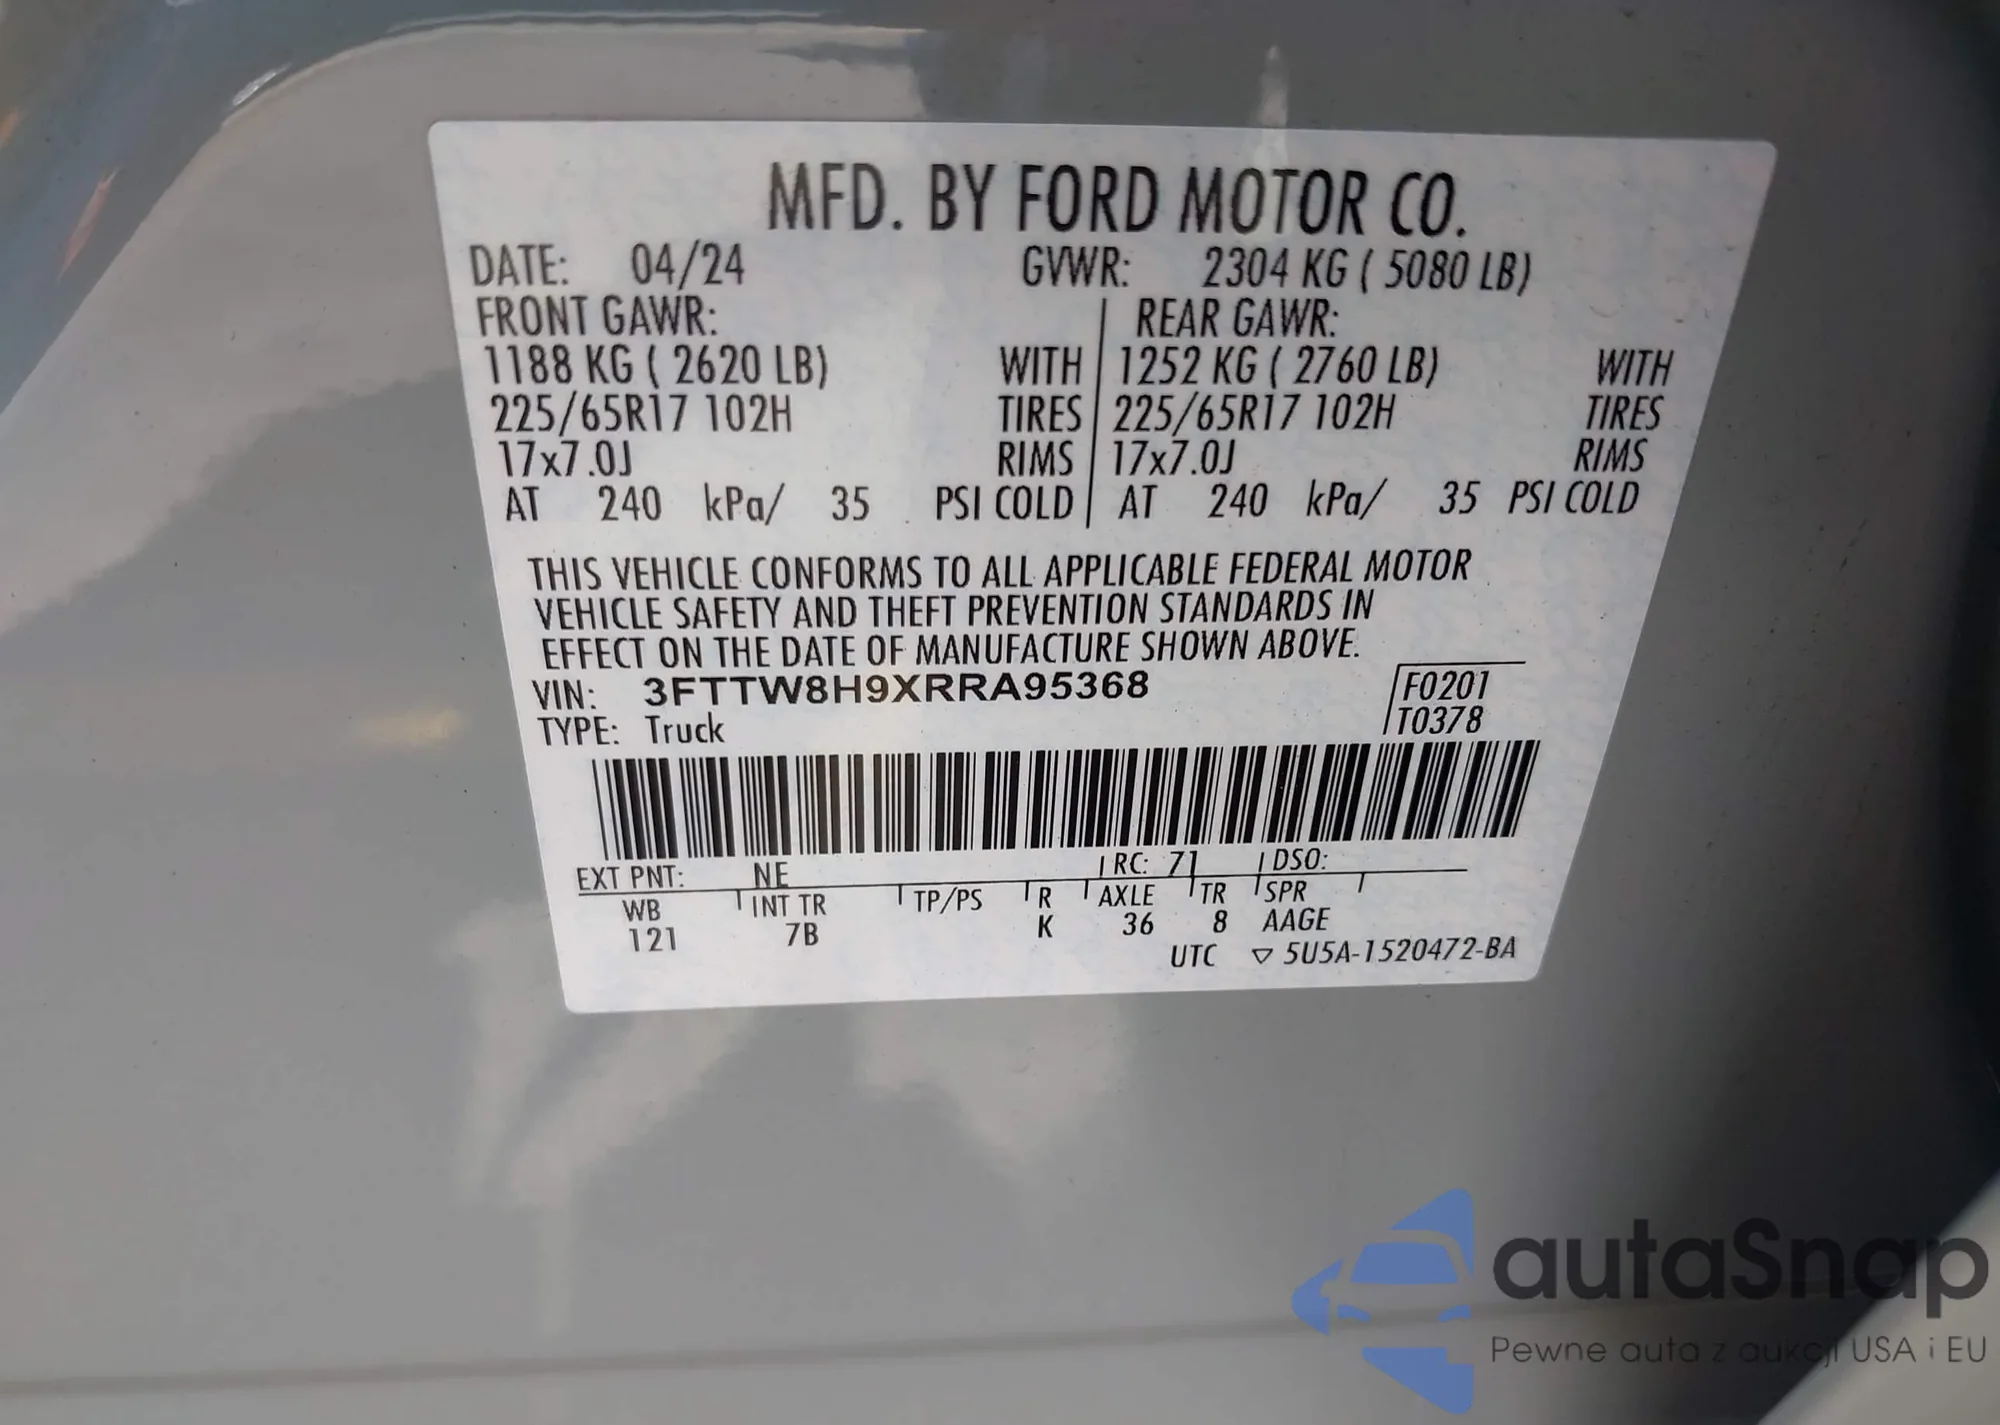 MFD. BY FORD MOTOR CO.
DATE: 04/24 GVWR: 2304 KG ( 5080 LB)
FRONT GAWR: REAR GAWR:
1188 KG ( 2620 LB) WITH 1252 KG ( 2760 LB) WITH
225/65R17 102H TIRES 225/65R17 102H TIRES
17x7.0J RIMS 17x7.0J RIMS
AT 240 kPa/ 35 PSI COLD AT 240 kPa/ 35 PSI COLD
THIS VEHICLE CONFORMS TO ALL APPLICABLE FEDERAL MOTOR
VEHICLE SAFETY AND THEFT PREVENTION STANDARDS IN
EFFECT ON THE DATE OF MANUFACTURE SHOWN ABOVE.
VIN: 3FTTW8H9XRRA95368 F0201
TYPE: Truck T0378
EXT PNT: NE RC: 71 DSO:
WB INT TR TP/PS R AXLE TR SPR
121 7B K 36 8 AAGE
UTC ▽ 5U5A-1520472-BA
autaSnap
Pewne auta z aukcji USA i EU